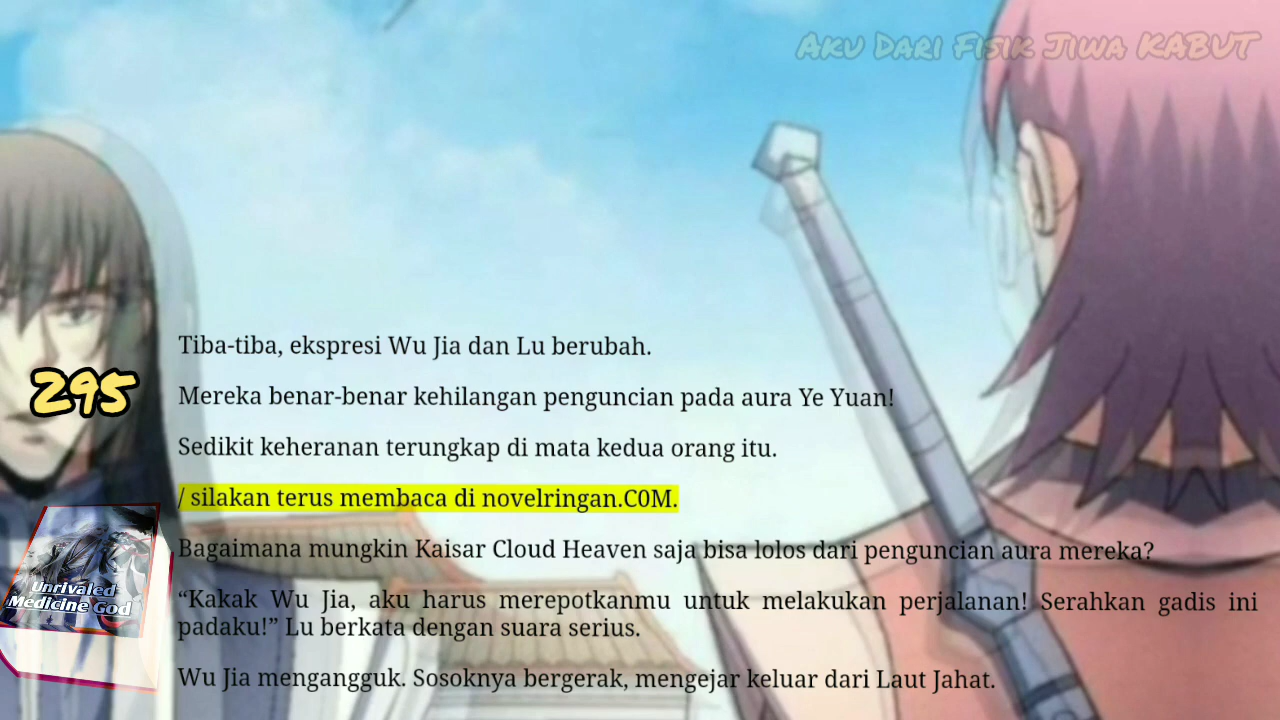 Aku Dari Fisik Jiwa KABUT
Tiba-tiba, ekspresi Wu Jia dan Lu berubah.
295
Mereka benar-benar kehilangan penguncian pada aura Ye Yuan!
Sedikit keheranan terungkap di mata kedua orang itu.
/ silakan terus membaca di novelringan.C0M.
Bagaimana mungkin Kaisar Cloud Heaven saja bisa lolos dari penguncian aura mereka?
Unrivaled
Medicine God
“Kakak Wu Jia, aku harus merepotkanmu untuk melakukan perjalanan! Serahkan gadis ini
padaku!” Lu berkata dengan suara serius.
Wu Jia mengangguk. Sosoknya bergerak, mengejar keluar dari Laut Jahat.